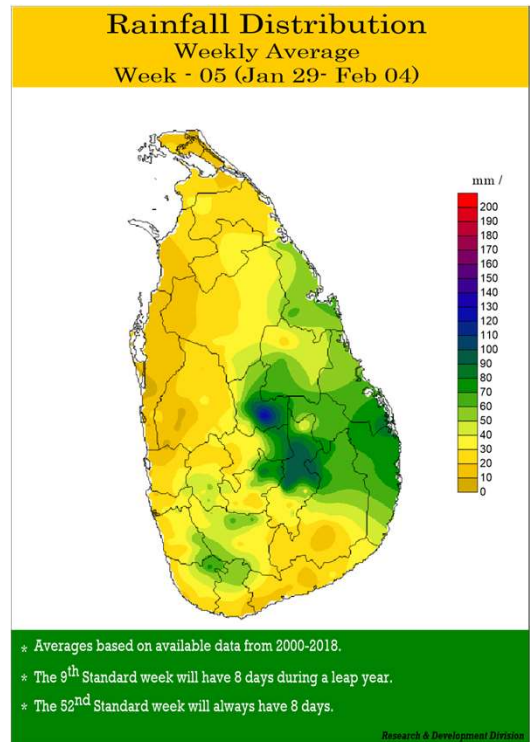 Rainfall Distribution
Weekly Average
Week - 05 (Jan 29- Feb 04)
mm /
200
190
180
170
160
150
140
130
120
110
100
90
80
70
60
50
40
30
20
10
0
* Averages based on available data from 2000-2018.
* The 9th Standard week will have 8 days during a leap year.
* The 52nd Standard week will always have 8 days.
Research & Development Division